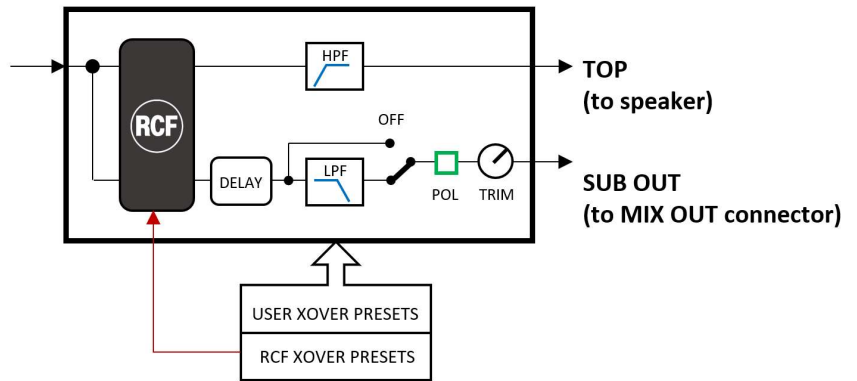 HPF
TOP
(to speaker)
RCF
OFF
DELAY
LPF
POL
TRIM
SUB OUT
(to MIX OUT connector)
USER XOVER PRESETS
RCF XOVER PRESETS